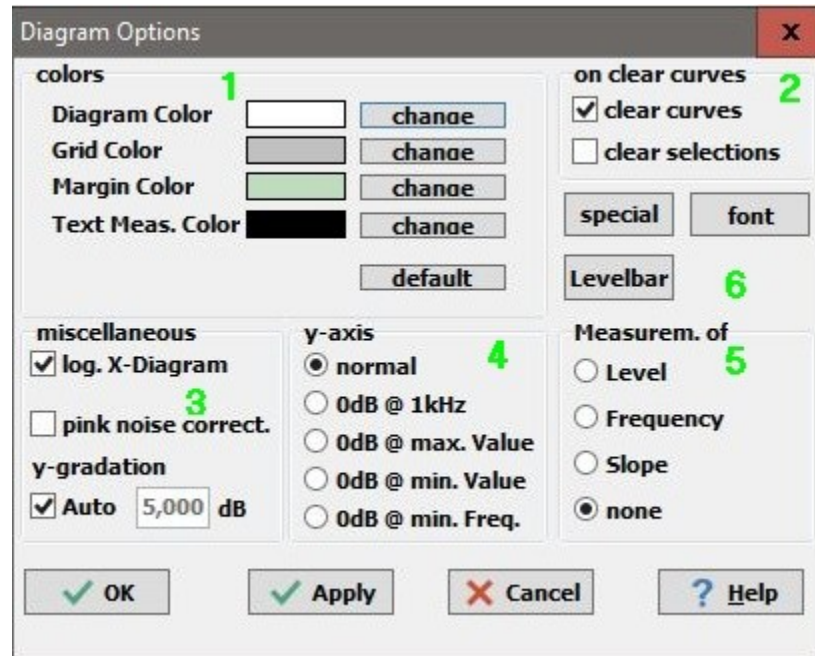 Diagram Options
x
colors
1
Diagram Color change
Grid Color change
Margin Color change
Text Meas. Color change
default
on clear curves
2
clear curves
clear selections
special font
Levelbar
6
miscellaneous
log. X-Diagram
3
pink noise correct.
y-gradation
Auto 5,000 dB
y-axis
4
normal
0dB @ 1kHz
0dB @ max. Value
0dB @ min. Value
0dB @ min. Freq.
Measurem. of
5
Level
Frequency
Slope
none
OK Apply Cancel ? Help